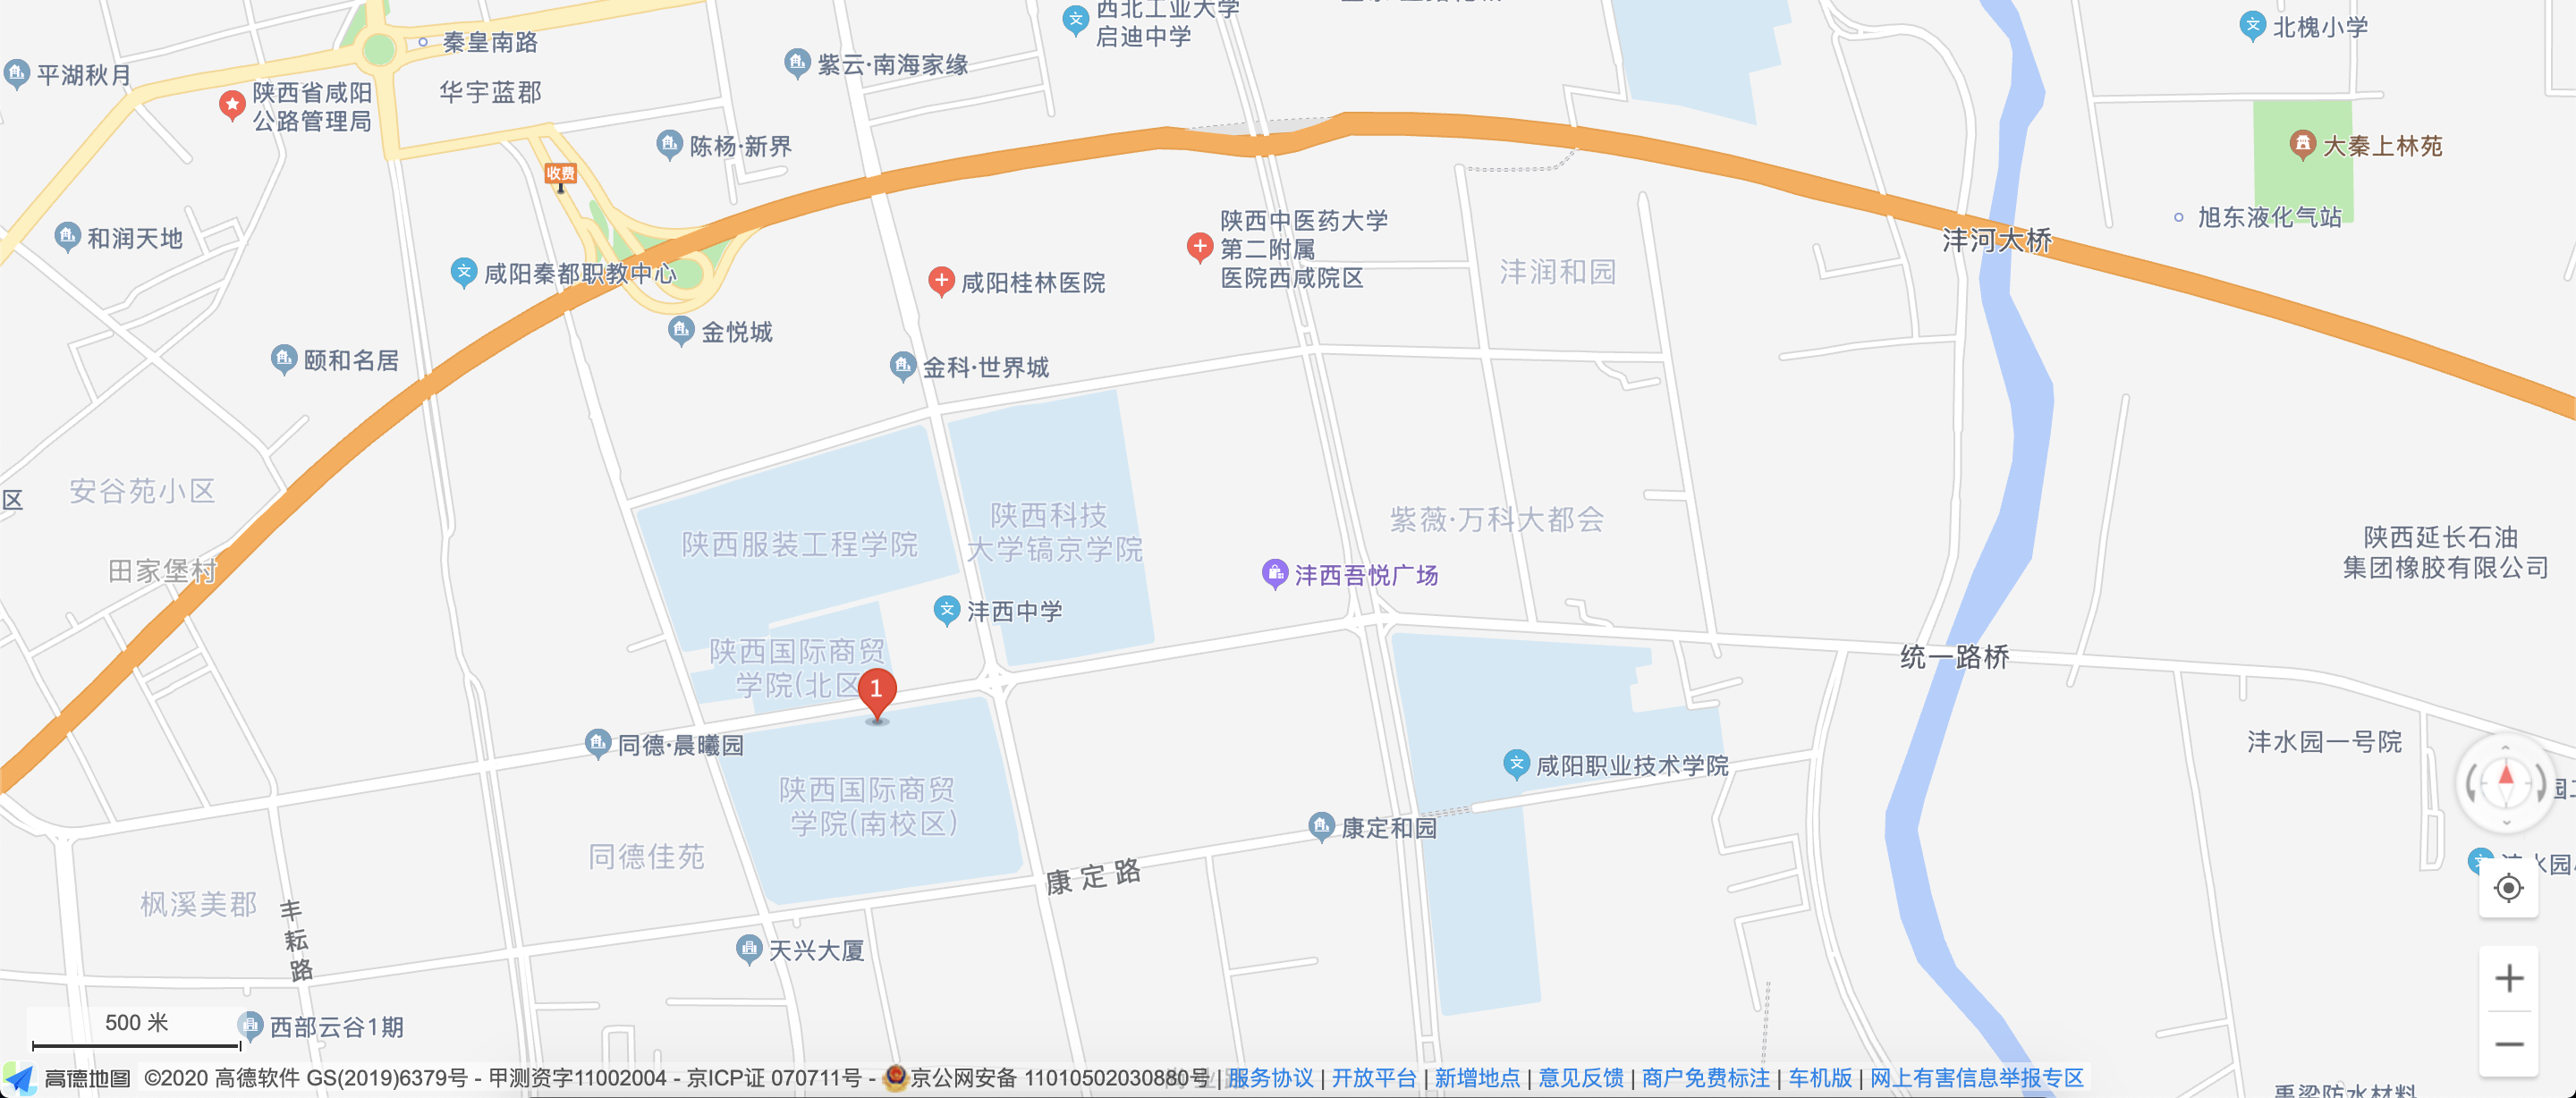 西北工业大学
启迪中学
北槐小学
秦皇南路
平湖秋月
紫云·南海家缘
陕西省咸阳
公路管理局
华宇蓝郡
陈杨·新界
大秦上林苑
收费
旭东液化气站
和润天地
陕西中医药大学
第二附属
医院西咸院区
沣河大桥
咸阳秦都职教中心
咸阳桂林医院
沣润和园
金悦城
颐和名居
金科·世界城
安谷苑小区
区
陕西科技
大学镐京学院
紫薇·万科大都会
陕西服装工程学院
陕西延长石油
集团橡胶有限公司
田家堡村
沣西吾悦广场
沣西中学
陕西国际商贸
学院(北区
1
统一路桥
同德·晨曦园
沣水园一号院
咸阳职业技术学院
陕西国际商贸
学院(南校区)
康定和园
同德佳苑
康定路
枫溪美郡
丰耘路
天兴大厦
西部云谷1期
500 米
高德地图 ©2020 高德软件 GS(2019)6379号 - 甲测资字11002004 - 京ICP证 070711号 - 京公网安备 11010502030880号 服务协议 | 开放平台 | 新增地点 | 意见反馈 | 商户免费标注 | 车机版 | 网上有害信息举报专区